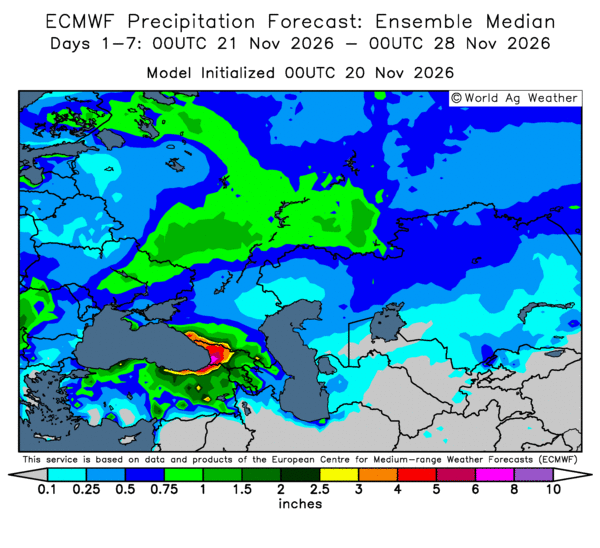 ECMWF Precipitation Forecast: Ensemble Median
Days 1–7: 00UTC 21 Nov 2026 – 00UTC 28 Nov 2026
Model Initialized 00UTC 20 Nov 2026
© World Ag Weather
This service is based on data and products of the European Centre for Medium-range Weather Forecasts (ECMWF)
0.1 0.25 0.5 0.75 1 1.5 2 2.5 3 4 5 6 8 10
inches